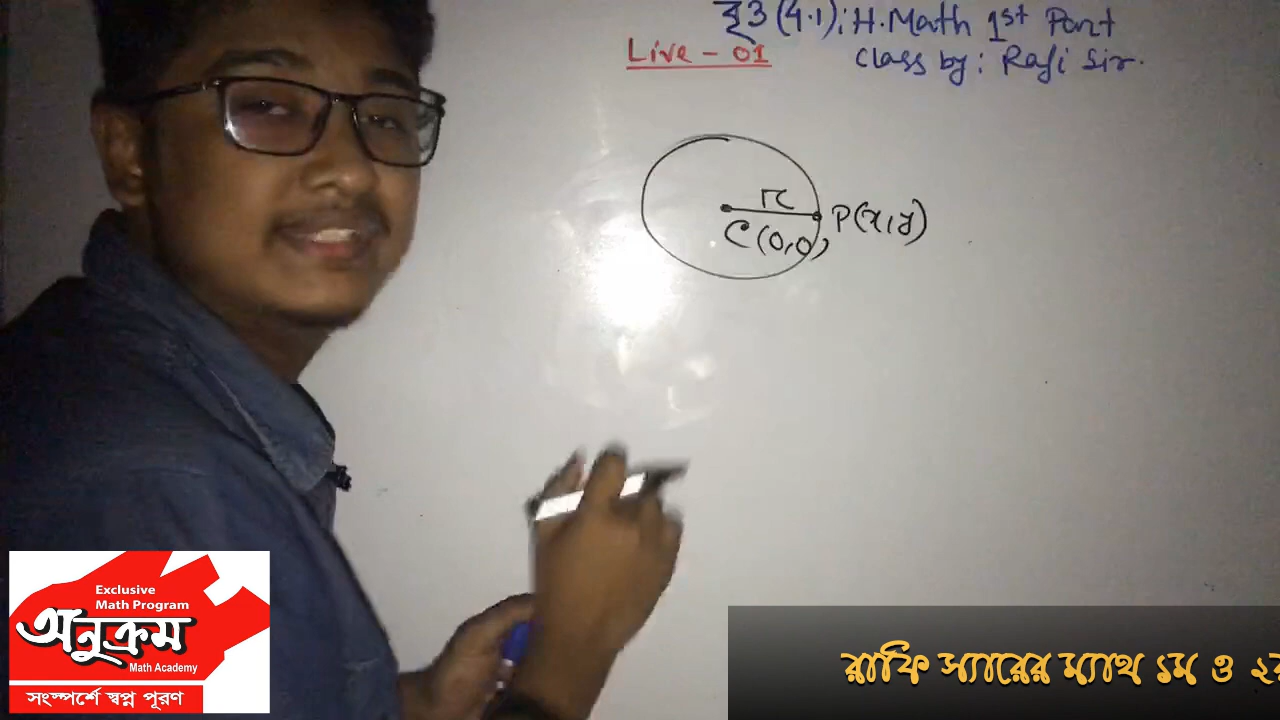 বৃত্ত (4.1): H.Math 1st Part
Live - 01
Class by: Rafi Sir.
r
C(0,0)
P(x,y)
Exclusive
Math Program
অনুক্রম
Math Academy
সংস্পর্শে স্বপ্ন পূরণ
রাফি স্যারের ম্যাথ ১ম ও ২য়